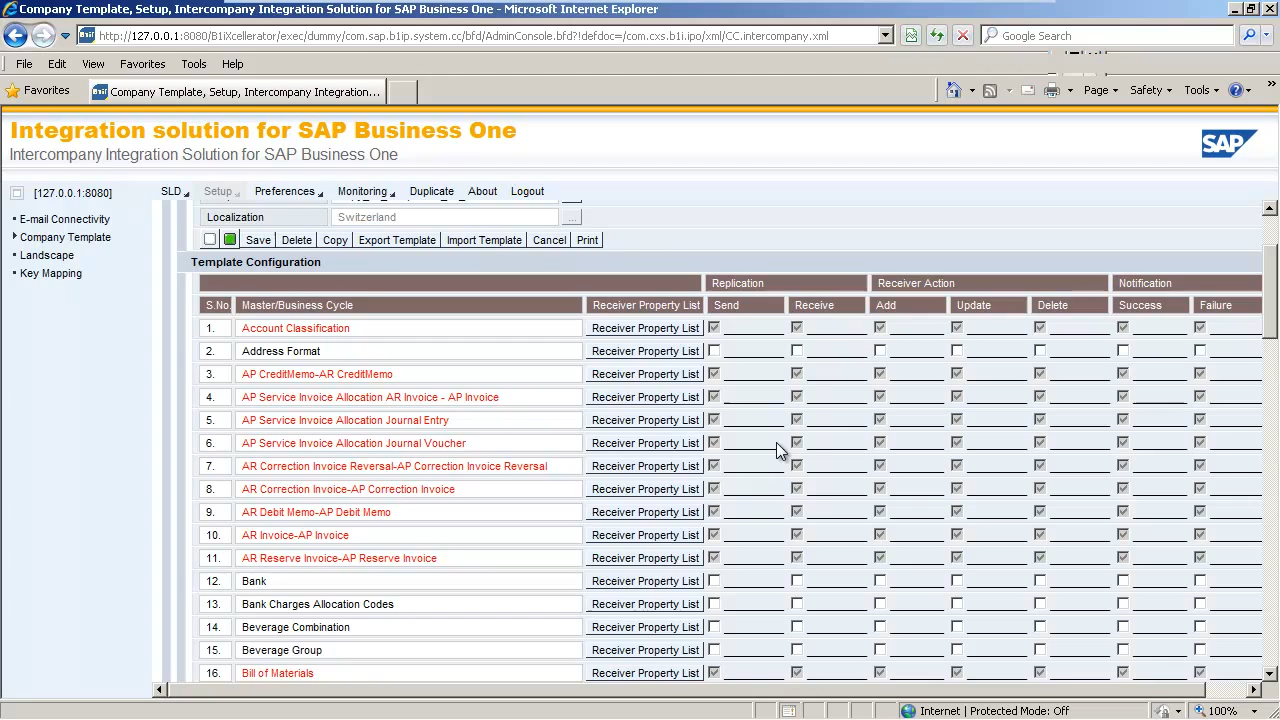 Company Template, Setup, Intercompany Integration Solution for SAP Business One - Microsoft Internet Explorer
http://127.0.0.1:8080/B1iXcellerator/exec/dummy/com.sap.b1ip.system.cc/bfd/AdminConsole.bfd?!defdoc=/com.cxs.b1i.ipo/xml/CC.intercompany.xml
Google Search
File Edit View Favorites Tools Help
Favorites
Company Template, Setup, Intercompany Integration...
Page Safety Tools
Integration solution for SAP Business One
Intercompany Integration Solution for SAP Business One
SAP
[127.0.0.1:8080]
E-mail Connectivity
Company Template
Landscape
Key Mapping
SLD Setup Preferences Monitoring Duplicate About Logout
Localization Switzerland ...
Save Delete Copy Export Template Import Template Cancel Print
Template Configuration
Replication Receiver Action Notification
S.No Master/Business Cycle Receiver Property List Send Receive Add Update Delete Success Failure
1. Account Classification Receiver Property List
2. Address Format Receiver Property List
3. AP CreditMemo-AR CreditMemo Receiver Property List
4. AP Service Invoice Allocation AR Invoice - AP Invoice Receiver Property List
5. AP Service Invoice Allocation Journal Entry Receiver Property List
6. AP Service Invoice Allocation Journal Voucher Receiver Property List
7. AR Correction Invoice Reversal-AP Correction Invoice Reversal Receiver Property List
8. AR Correction Invoice-AP Correction Invoice Receiver Property List
9. AR Debit Memo-AP Debit Memo Receiver Property List
10. AR Invoice-AP Invoice Receiver Property List
11. AR Reserve Invoice-AP Reserve Invoice Receiver Property List
12. Bank Receiver Property List
13. Bank Charges Allocation Codes Receiver Property List
14. Beverage Combination Receiver Property List
15. Beverage Group Receiver Property List
16. Bill of Materials Receiver Property List
Internet | Protected Mode: Off
100%